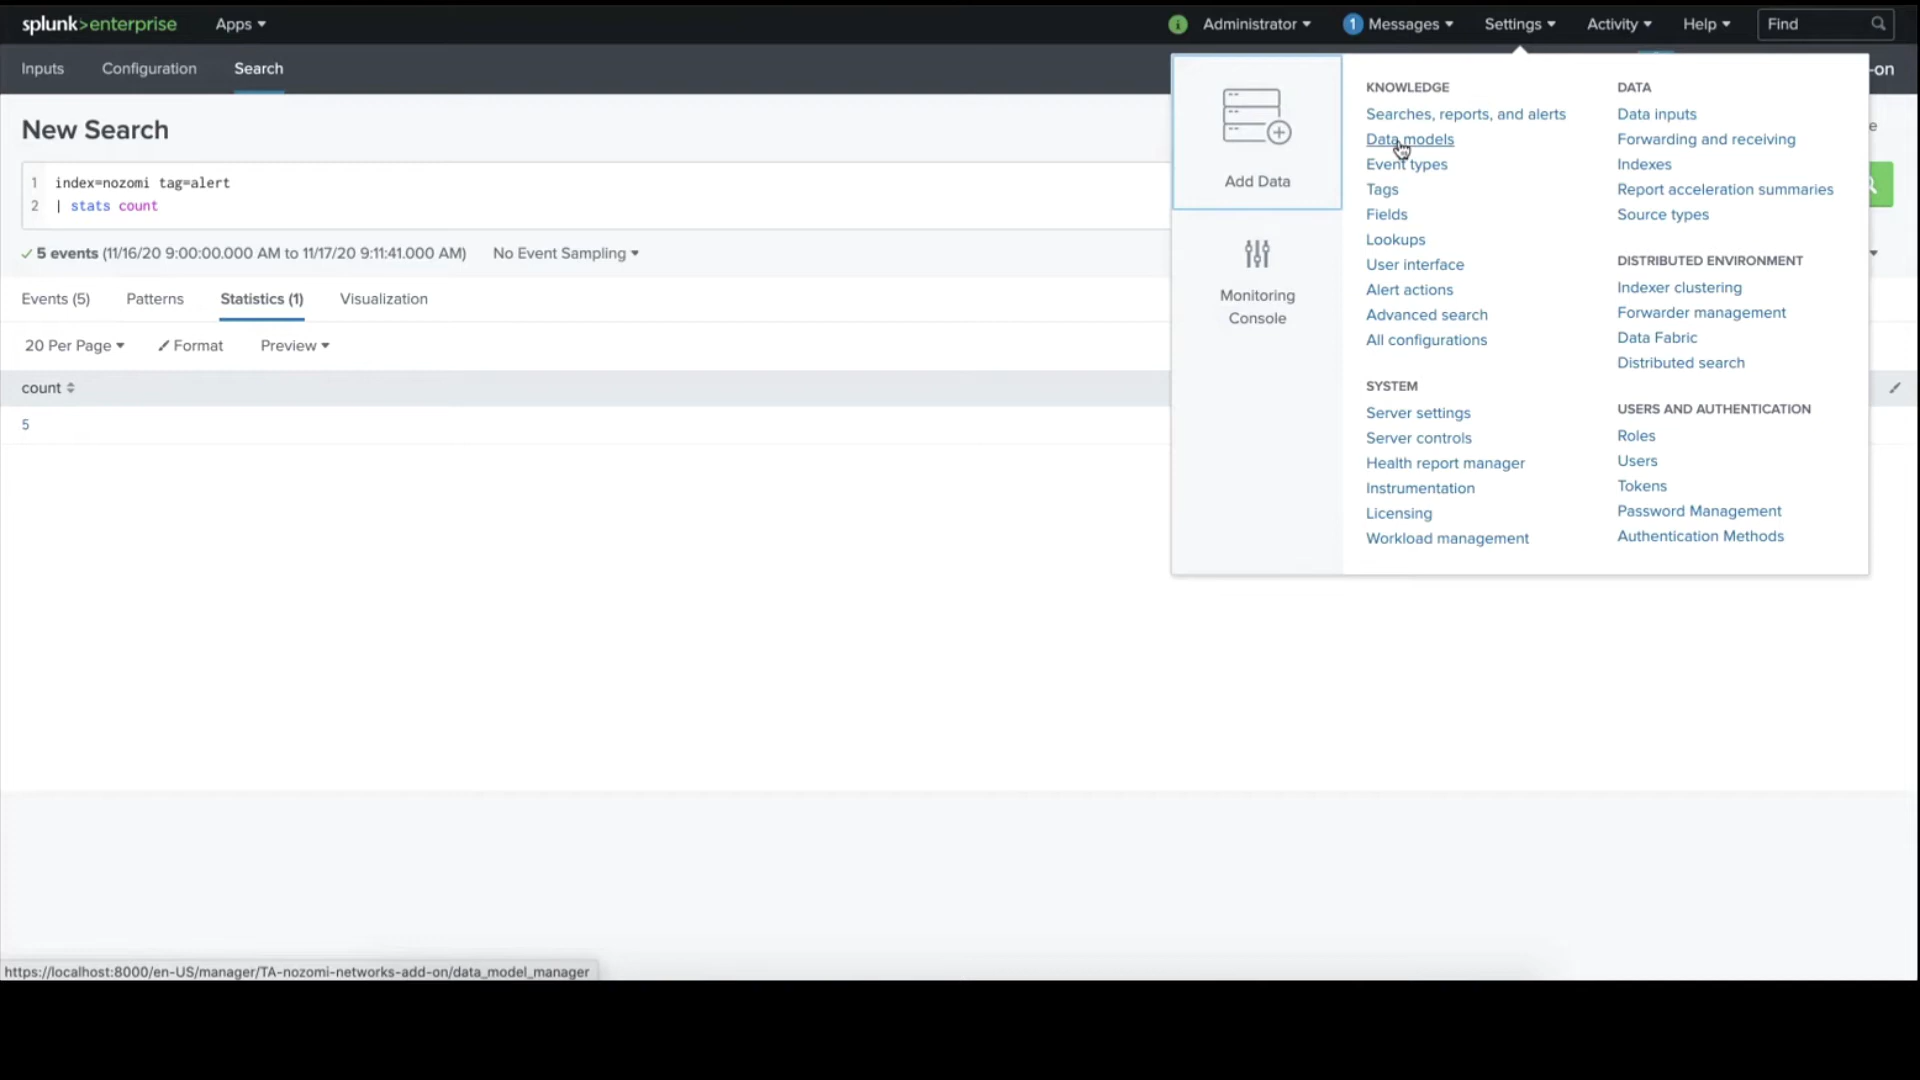 splunk>enterprise Apps Administrator 1 Messages Settings Activity Help Find
Inputs Configuration Search
-on
New Search
1 index=nozomi tag=alert
2 | stats count
5 events (11/16/20 9:00:00.000 AM to 11/17/20 9:11:41.000 AM) No Event Sampling
Events (5) Patterns Statistics (1) Visualization
20 Per Page Format Preview
count
5
Add Data
Monitoring
Console
KNOWLEDGE
Searches, reports, and alerts
Data models
Event types
Tags
Fields
Lookups
User interface
Alert actions
Advanced search
All configurations
SYSTEM
Server settings
Server controls
Health report manager
Instrumentation
Licensing
Workload management
DATA
Data inputs
Forwarding and receiving
Indexes
Report acceleration summaries
Source types
DISTRIBUTED ENVIRONMENT
Indexer clustering
Forwarder management
Data Fabric
Distributed search
USERS AND AUTHENTICATION
Roles
Users
Tokens
Password Management
Authentication Methods
e
https://localhost:8000/en-US/manager/TA-nozomi-networks-add-on/data_model_manager